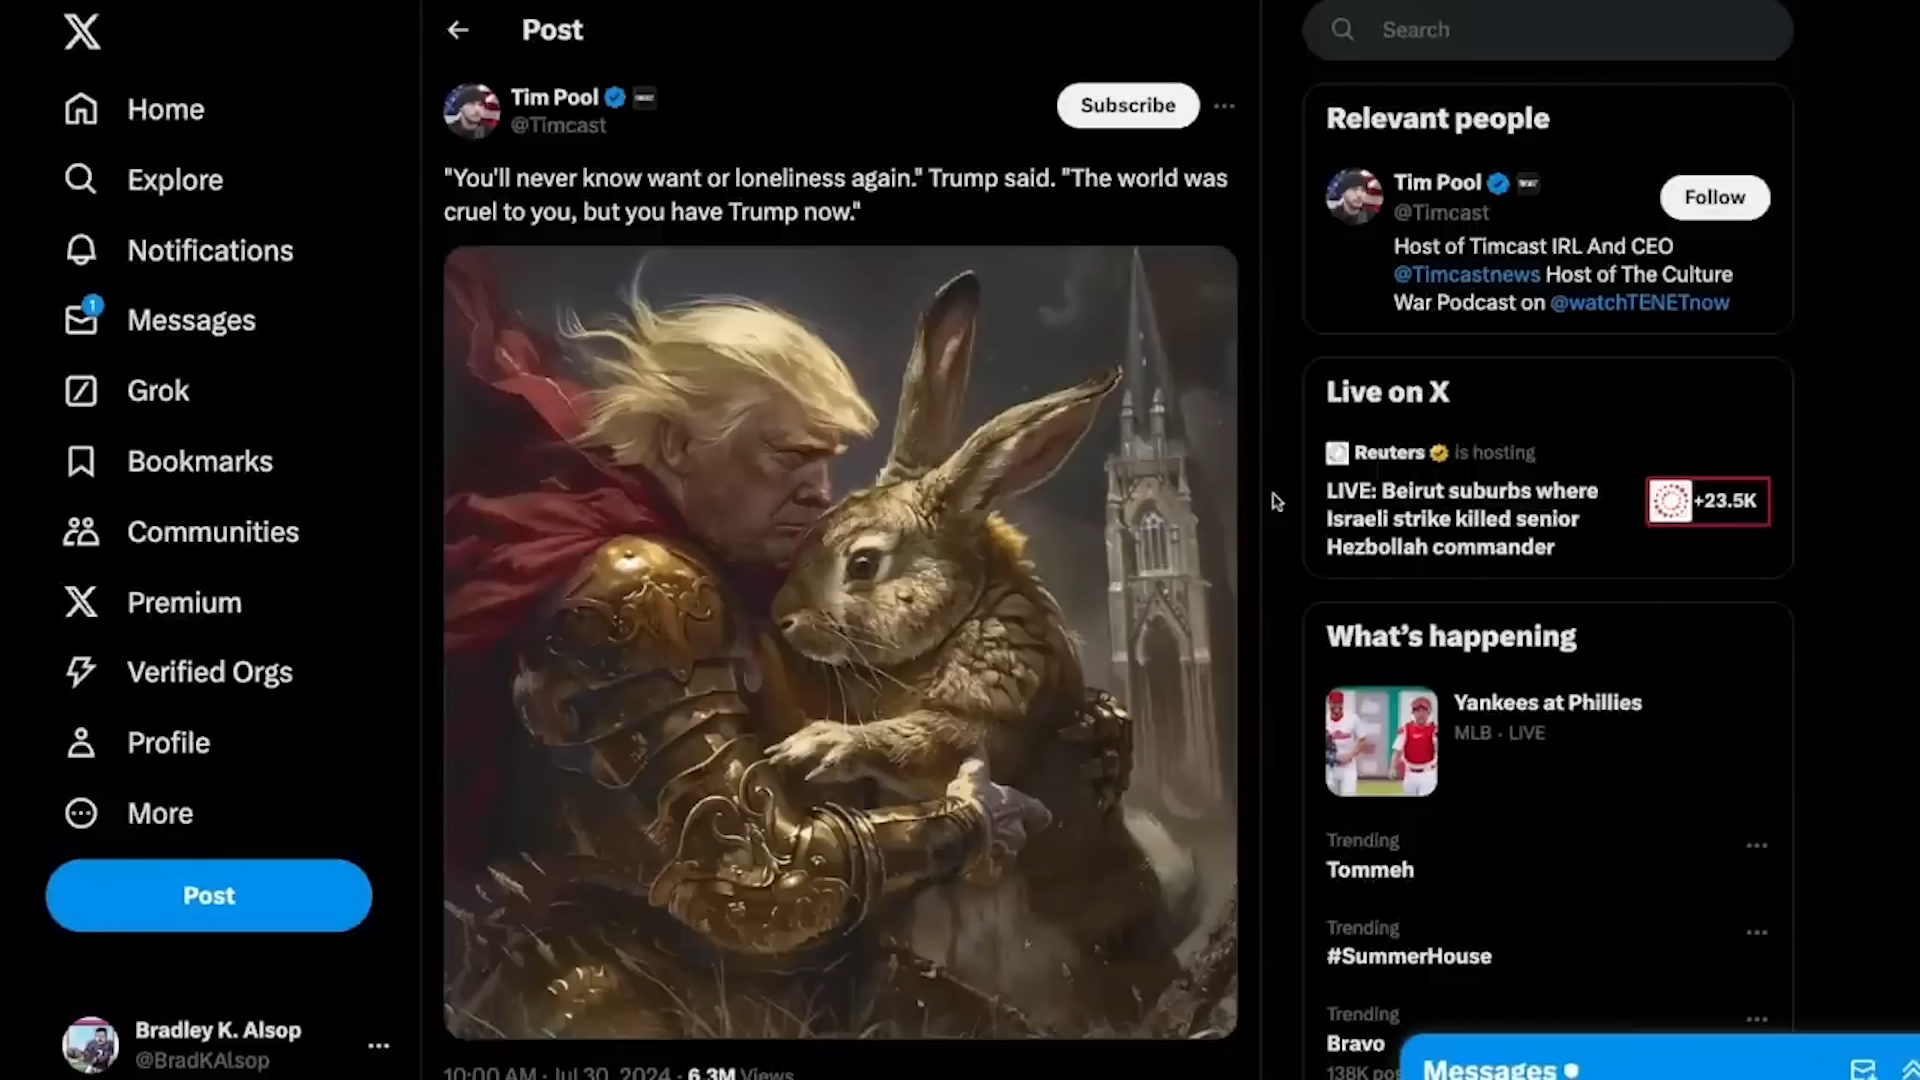 Home
Explore
Notifications
1
Messages
Grok
Bookmarks
Communities
Premium
Verified Orgs
Profile
More
Post
Bradley K. Alsop
@BradKAlsop
Post
Tim Pool
@Timcast
Subscribe
"You'll never know want or loneliness again." Trump said. "The world was
cruel to you, but you have Trump now."
10:00 AM · Jul 30, 2024 · 6.3M Views
Search
Relevant people
Tim Pool
@Timcast
Follow
Host of Timcast IRL And CEO
@Timcastnews Host of The Culture
War Podcast on @watchTENETnow
Live on X
Reuters is hosting
LIVE: Beirut suburbs where
Israeli strike killed senior
Hezbollah commander
+23.5K
What's happening
Yankees at Phillies
MLB · LIVE
Trending
Tommeh
Trending
#SummerHouse
Trending
Bravo
138K pos
Messages